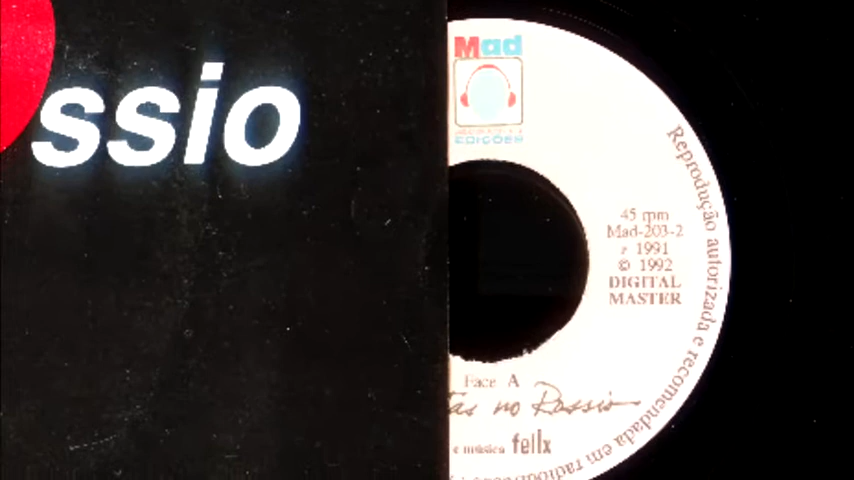 ssio
Mad
EDIÇÕES
45 rpm
Mad-203-2
℗ 1991
© 1992
DIGITAL
MASTER
Reprodução autorizada e recomendada em
Face A
tas no Rossio
e música felix